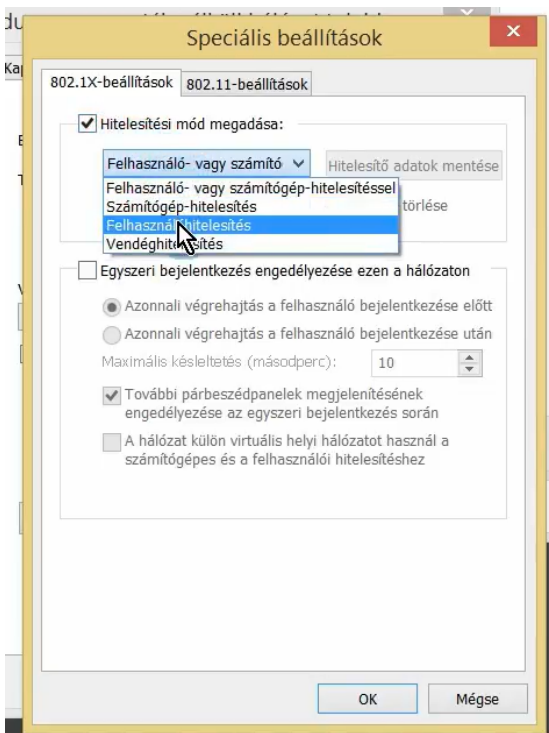 Speciális beállítások
802.1X-beállítások
802.11-beállítások
Hitelesítési mód megadása:
Felhasználó- vagy számító
Hitelesítő adatok mentése
Felhasználó- vagy számítógép-hitelesítéssel
Számítógép-hitelesítés
törlése
Felhasználóhitelesítés
Vendéghitelesítés
Egyszeri bejelentkezés engedélyezése ezen a hálózaton
Azonnali végrehajtás a felhasználó bejelentkezése előtt
Azonnali végrehajtás a felhasználó bejelentkezése után
Maximális késleltetés (másodperc):
10
További párbeszédpanelek megjelenítésének
engedélyezése az egyszeri bejelentkezés során
A hálózat külön virtuális helyi hálózatot használ a
számítógépes és a felhasználói hitelesítéshez
OK
Mégse